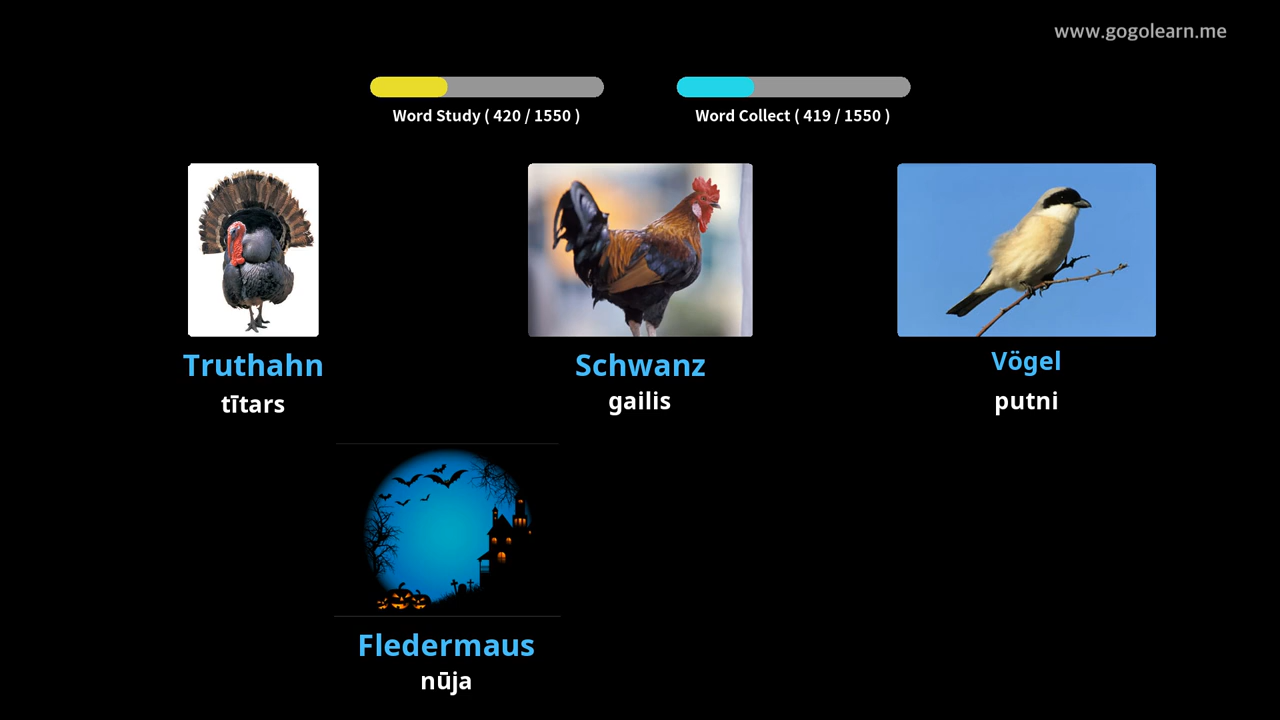 www.gogolearn.me
Word Study ( 420 / 1550 )
Word Collect ( 419 / 1550 )
Truthahn
tītars
Schwanz
gailis
Vögel
putni
Fledermaus
nūja